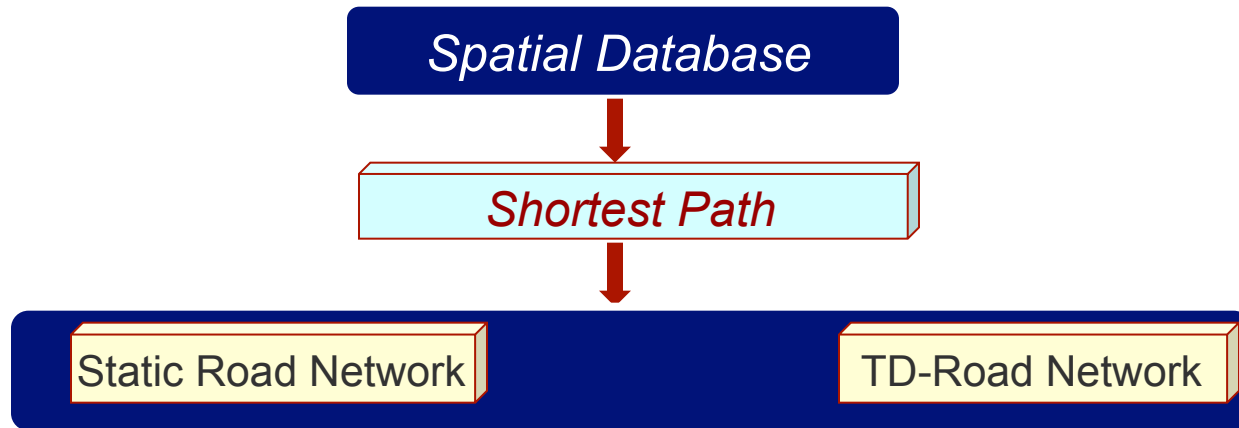 Spatial Database
Shortest Path
Static Road Network
TD-Road Network